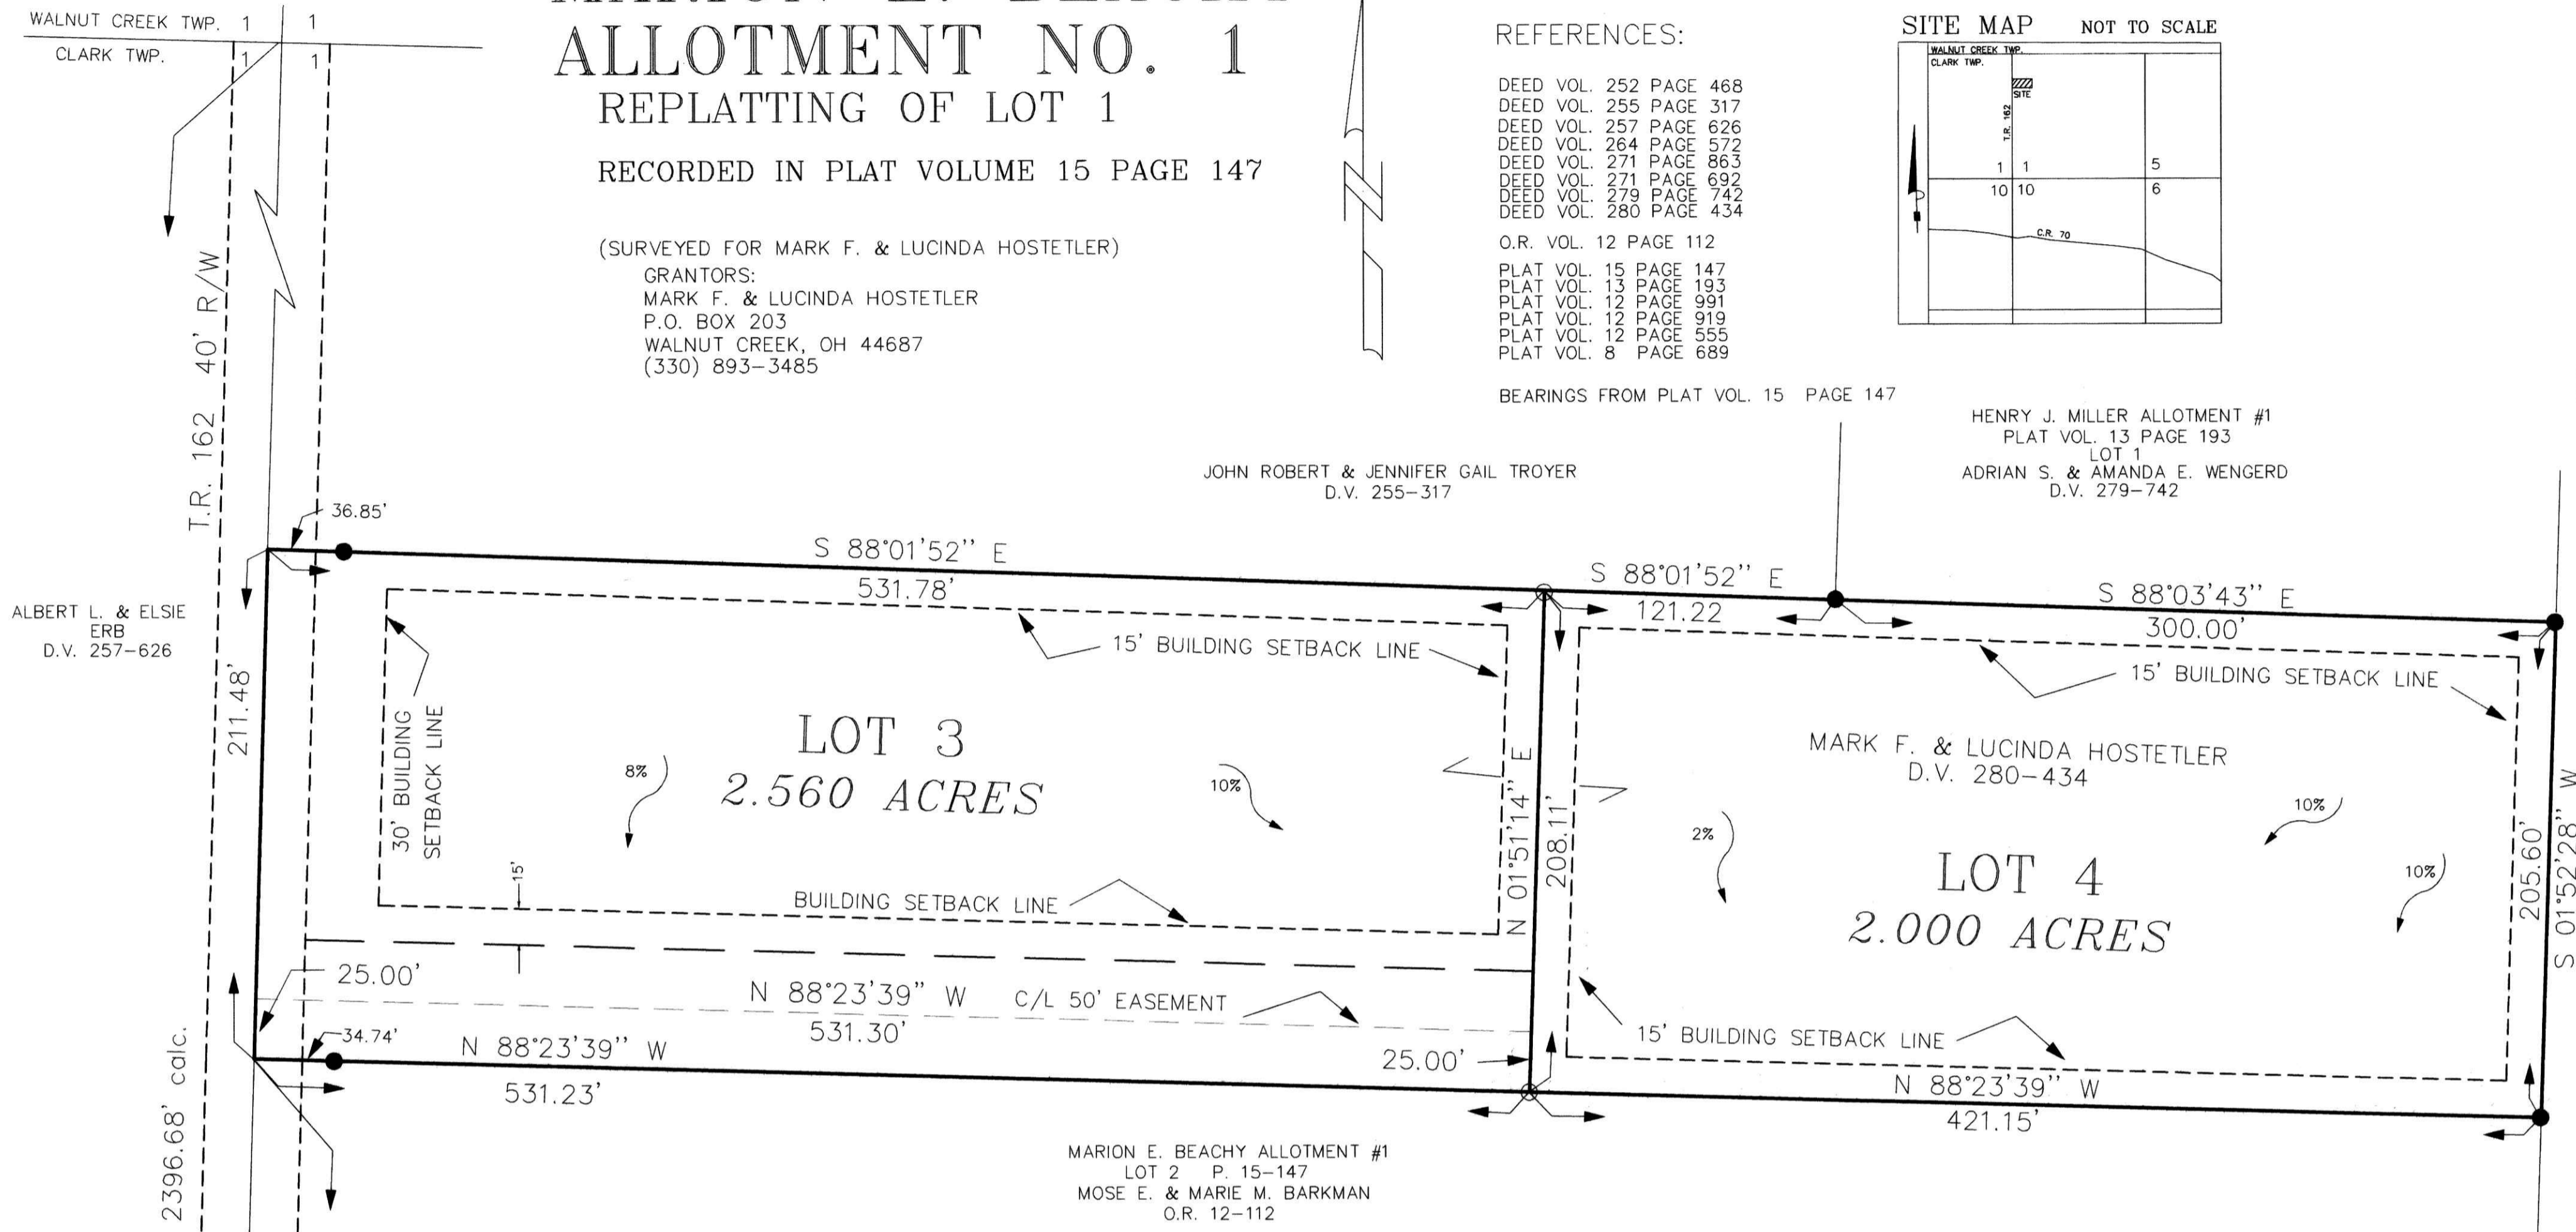 WALNUT CREEK TWP. 1 1
CLARK TWP. 1 1
ALLOTMENT NO. 1
REPLATTING OF LOT 1
RECORDED IN PLAT VOLUME 15 PAGE 147
(SURVEYED FOR MARK F. & LUCINDA HOSTETLER)
GRANTORS:
MARK F. & LUCINDA HOSTETLER
P.O. BOX 203
WALNUT CREEK, OH 44687
(330) 893-3485
N
REFERENCES:
DEED VOL. 252 PAGE 468
DEED VOL. 255 PAGE 317
DEED VOL. 257 PAGE 626
DEED VOL. 264 PAGE 572
DEED VOL. 271 PAGE 863
DEED VOL. 271 PAGE 692
DEED VOL. 279 PAGE 742
DEED VOL. 280 PAGE 434
O.R. VOL. 12 PAGE 112
PLAT VOL. 15 PAGE 147
PLAT VOL. 13 PAGE 193
PLAT VOL. 12 PAGE 991
PLAT VOL. 12 PAGE 919
PLAT VOL. 12 PAGE 555
PLAT VOL. 8 PAGE 689
BEARINGS FROM PLAT VOL. 15 PAGE 147
SITE MAP NOT TO SCALE
WALNUT CREEK TWP.
CLARK TWP.
SITE
T.R. 162
1 1 5
10 10 6
C.R. 70
HENRY J. MILLER ALLOTMENT #1
PLAT VOL. 13 PAGE 193
LOT 1
ADRIAN S. & AMANDA E. WENGERD
D.V. 279-742
JOHN ROBERT & JENNIFER GAIL TROYER
D.V. 255-317
T.R. 162 40' R/W
36.85'
S 88°01'52'' E
531.78'
S 88°01'52'' E
121.22
S 88°03'43'' E
300.00'
ALBERT L. & ELSIE
ERB
D.V. 257-626
211.48'
30' BUILDING
SETBACK LINE
15' BUILDING SETBACK LINE
LOT 3
2.560 ACRES
8%
10%
15'
BUILDING SETBACK LINE
N 01°51'14'' E
208.11'
15' BUILDING SETBACK LINE
MARK F. & LUCINDA HOSTETLER
D.V. 280-434
2%
10%
10%
LOT 4
2.000 ACRES
205.60'
S 01°52'28'' W
25.00'
N 88°23'39'' W C/L 50' EASEMENT
531.30'
34.74'
N 88°23'39'' W
531.23'
25.00'
15' BUILDING SETBACK LINE
N 88°23'39'' W
421.15'
2396.68' calc.
MARION E. BEACHY ALLOTMENT #1
LOT 2 P. 15-147
MOSE E. & MARIE M. BARKMAN
O.R. 12-112